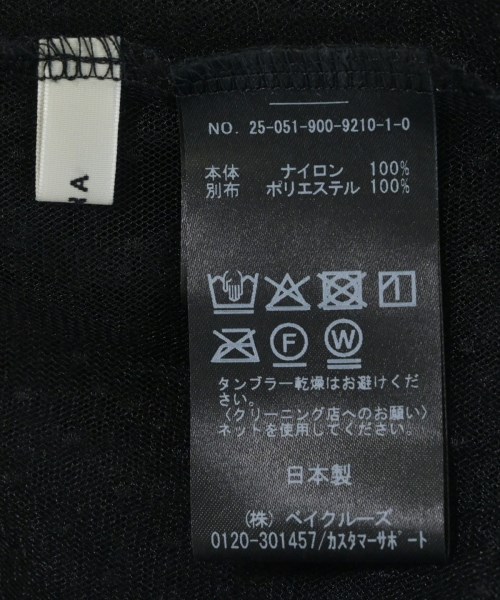 NO. 25-051-900-9210-1-0
本体 ナイロン 100%
別布 ポリエステル 100%
F
W
タンブラー乾燥はお避けくだ
さい。
〈クリーニング店へのお願い〉
ネットを使用してください。
日本製
(株) ベイクルーズ
0120-301457/カスタマーサポート
NA